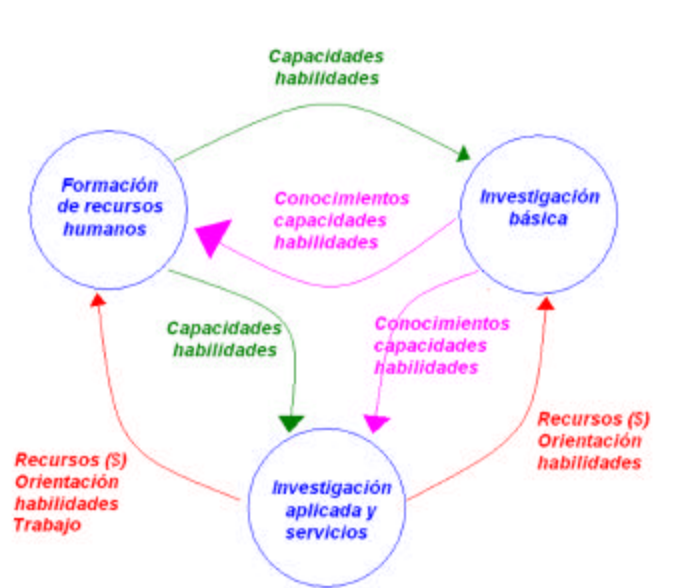 Capacidades
habilidades
Formación
de recursos
humanos
Conocimientos
capacidades
habilidades
Investigación
básica
Capacidades
habilidades
Conocimientos
capacidades
habilidades
Recursos ($)
Orientación
habilidades
Trabajo
Investigación
aplicada y
servicios
Recursos ($)
Orientación
habilidades